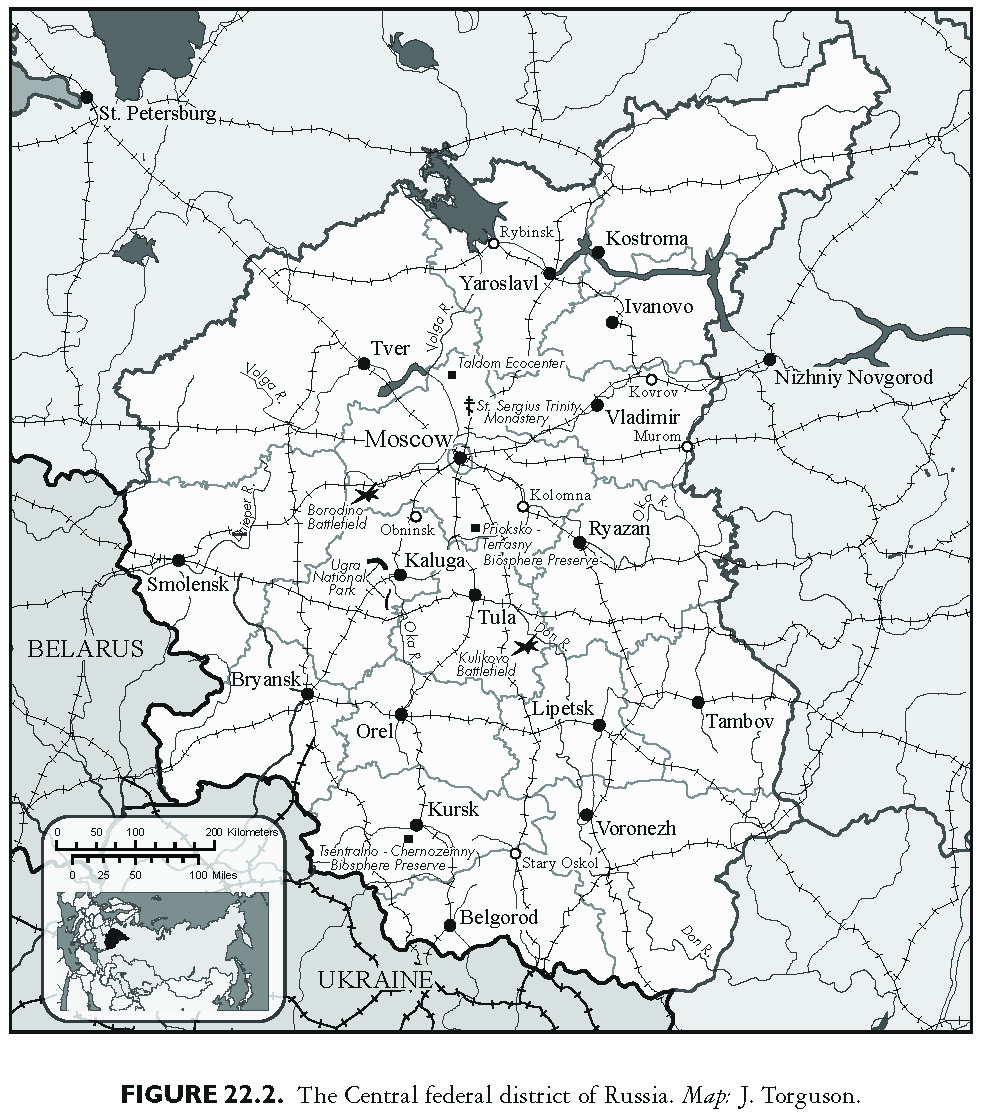 St. Petersburg
Rybinsk
Kostroma
Yaroslavl
Ivanovo
Volga R.
Tver
Taldom Ecocenter
Nizhniy Novgorod
Volga R.
Kovrov
St. Sergius Trinity
Monastery
Vladimir
Moscow
Murom
Borodino
Battlefield
Kolomna
Oka R.
Dnieper R.
Obninsk
Prioksko -
Terrasny
Biosphere Preserve
Ryazan
Smolensk
Ugra
National
Park
Kaluga
Tula
BELARUS
Oka R.
Don R.
Kulikovo
Battlefield
Bryansk
Orel
Lipetsk
Tambov
Kursk
Voronezh
Tsentralno - Chernozemny
Biosphere Preserve
Stary Oskol
0 50 100 200 Kilometers
0 25 50 100 Miles
Belgorod
Don R.
UKRAINE
FIGURE 22.2. The Central federal district of Russia. Map: J. Torguson.